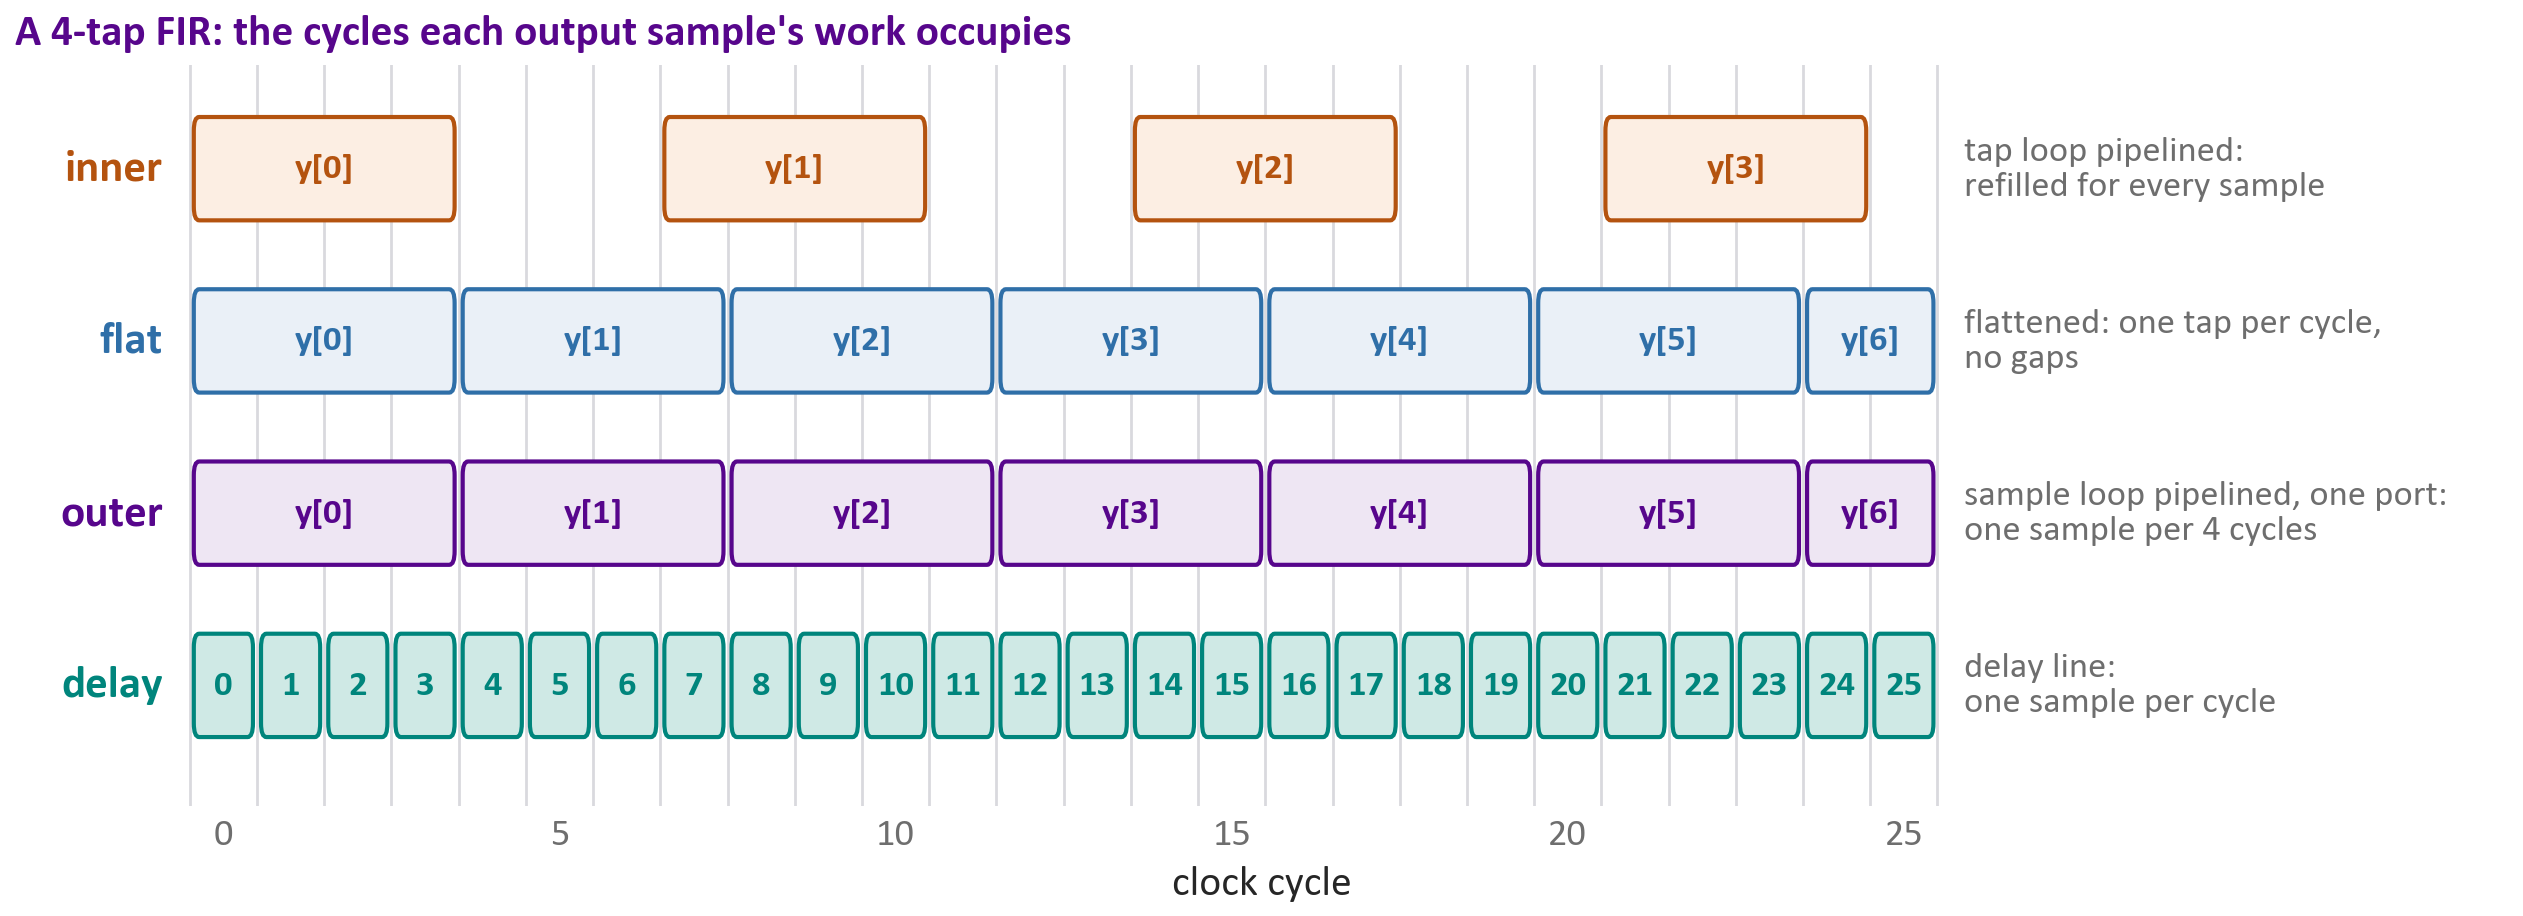 A 4-tap FIR: the cycles each output sample's work occupies
inner
y[0]
y[1]
y[2]
y[3]
tap loop pipelined:
refilled for every sample
flat
y[0]
y[1]
y[2]
y[3]
y[4]
y[5]
y[6]
flattened: one tap per cycle,
no gaps
outer
y[0]
y[1]
y[2]
y[3]
y[4]
y[5]
y[6]
sample loop pipelined, one port:
one sample per 4 cycles
delay
0
1
2
3
4
5
6
7
8
9
10
11
12
13
14
15
16
17
18
19
20
21
22
23
24
25
delay line:
one sample per cycle
0
5
10
15
20
25
clock cycle